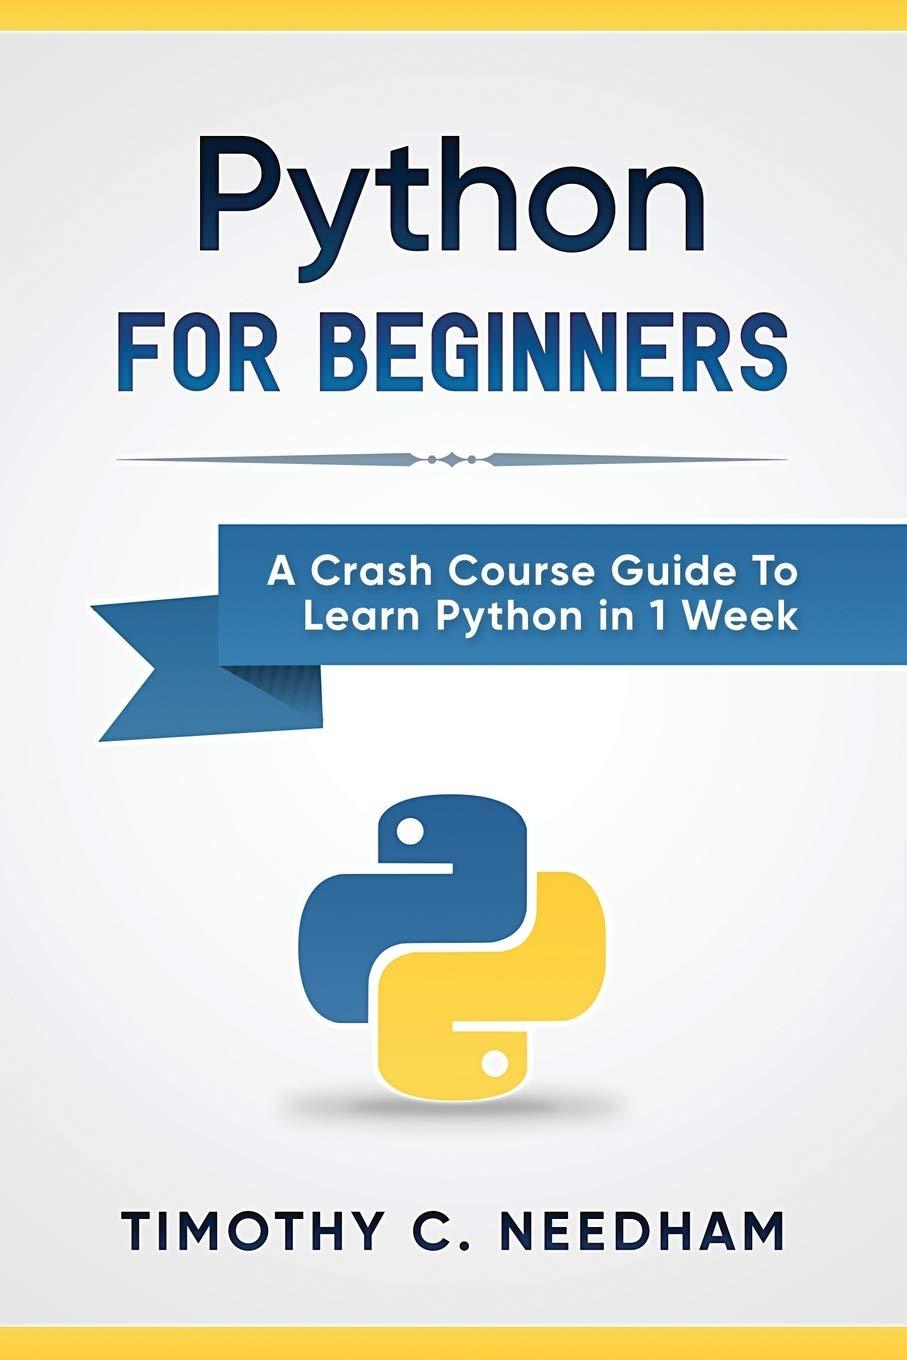 Python
FOR BEGINNERS
A Crash Course Guide To
Learn Python in 1 Week
TIMOTHY C. NEEDHAM